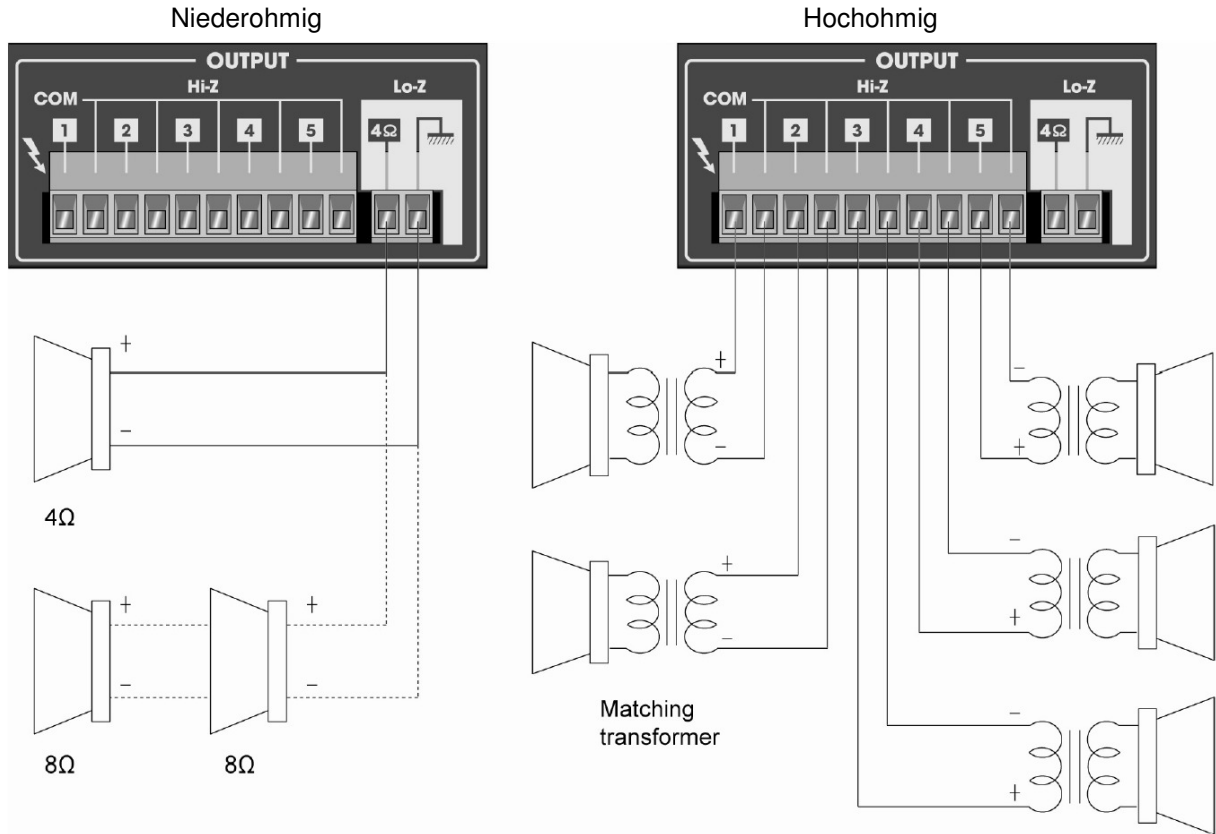 Niederohmig
OUTPUT
Hi-Z
Lo-Z
COM
1 2 3 4 5
4Ω
+
−
4Ω
+
−
+
−
8Ω
8Ω
Hochohmig
OUTPUT
Hi-Z
Lo-Z
COM
1 2 3 4 5
4Ω
+
−
+
−
Matching
transformer
−
+
−
+
−
+